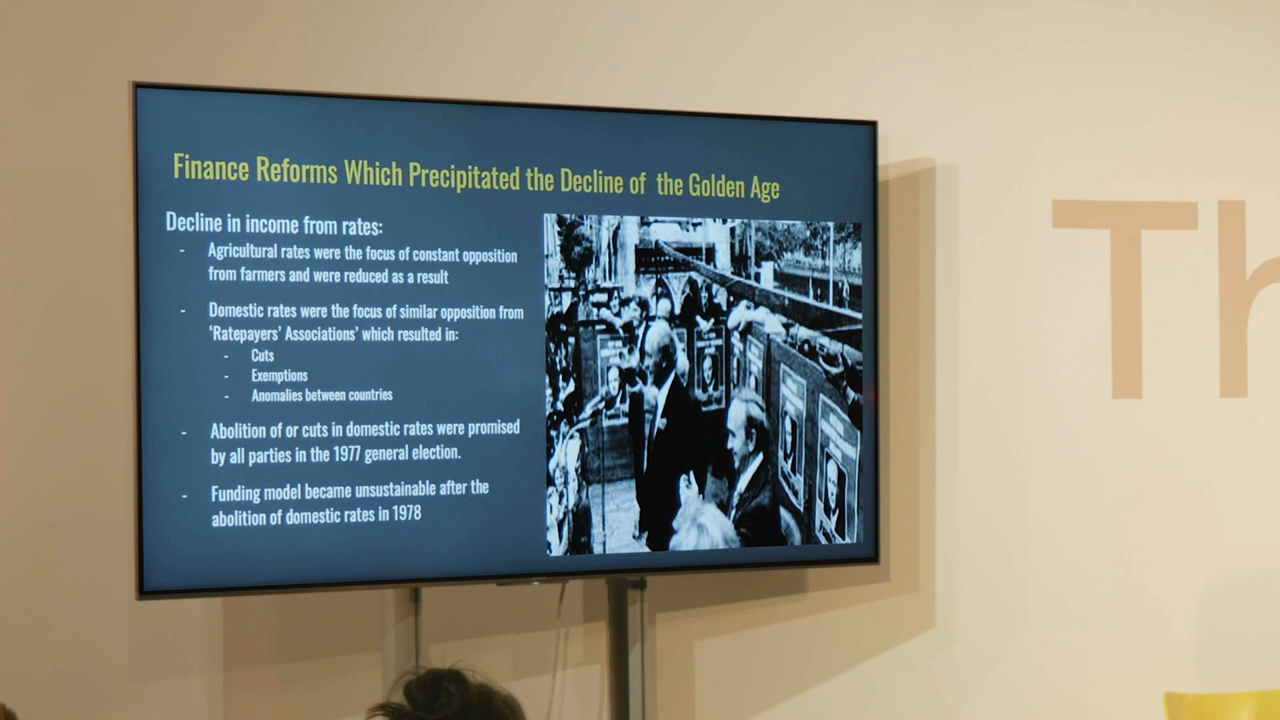 Finance Reforms Which Precipitated the Decline of the Golden Age
Decline in income from rates:
- Agricultural rates were the focus of constant opposition
from farmers and were reduced as a result
- Domestic rates were the focus of similar opposition from
‘Ratepayers’ Associations’ which resulted in:
- Cuts
- Exemptions
- Anomalies between countries
- Abolition of or cuts in domestic rates were promised
by all parties in the 1977 general election.
- Funding model became unsustainable after the
abolition of domestic rates in 1978
Th